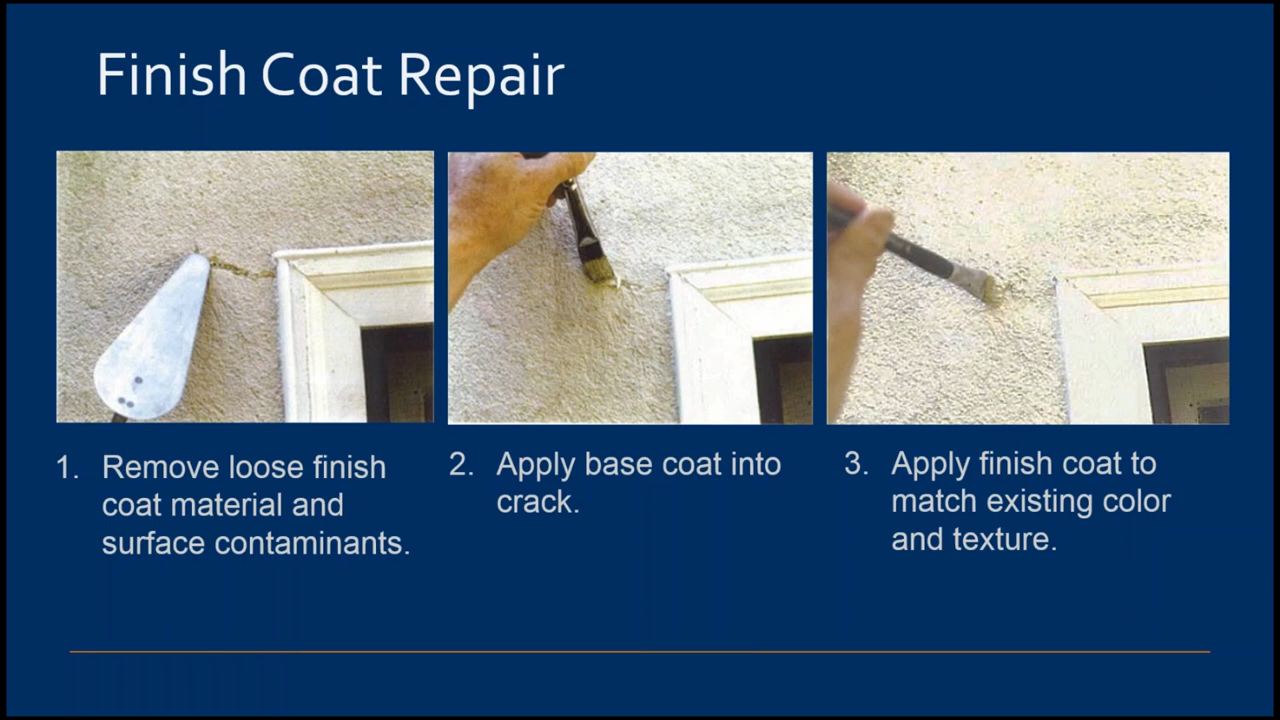 Finish Coat Repair
1. Remove loose finish
coat material and
surface contaminants.
2. Apply base coat into
crack.
3. Apply finish coat to
match existing color
and texture.